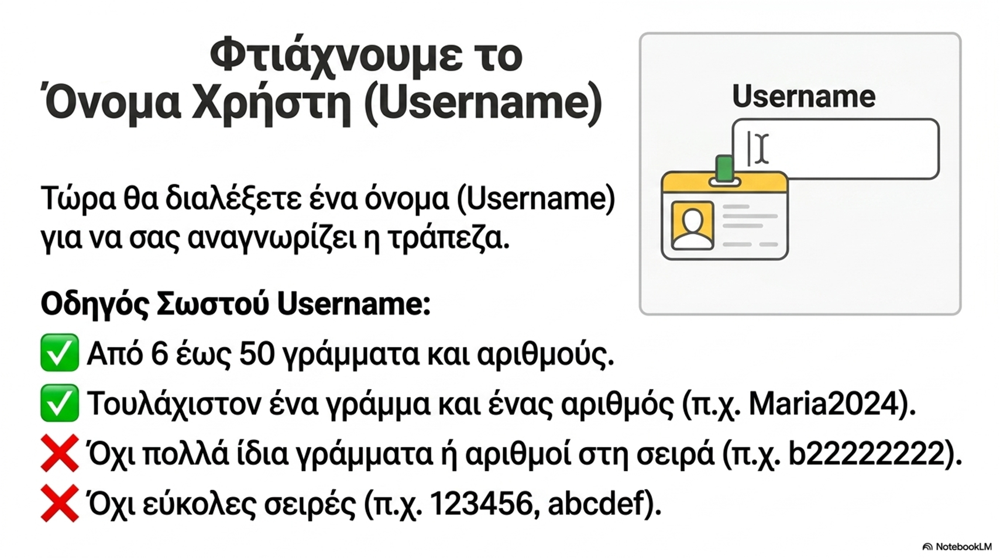 Φτιάχνουμε το
Όνομα Χρήστη (Username)
Τώρα θα διαλέξετε ένα όνομα (Username)
για να σας αναγνωρίζει η τράπεζα.
Username
Οδηγός Σωστού Username:
✅ Από 6 έως 50 γράμματα και αριθμούς.
✅ Τουλάχιστον ένα γράμμα και ένας αριθμός (π.χ. Maria2024).
❌ Όχι πολλά ίδια γράμματα ή αριθμοί στη σειρά (π.χ. b22222222).
❌ Όχι εύκολες σειρές (π.χ. 123456, abcdef).
NotebookLM